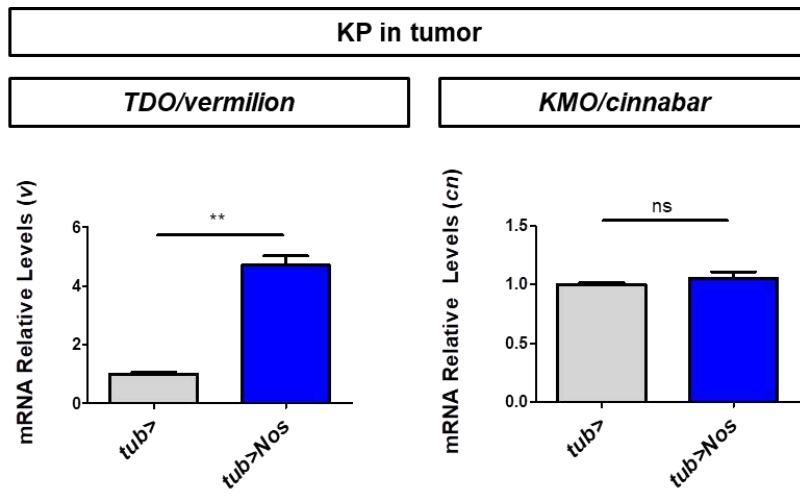 KP in tumor
TDO/vermilion
KMO/cinnabar
mRNA Relative Levels (v)
6
4
2
0
**
tub>
tub>Nos
mRNA Relative Levels (cn)
1.5
1.0
0.5
0.0
ns
tub>
tub>Nos